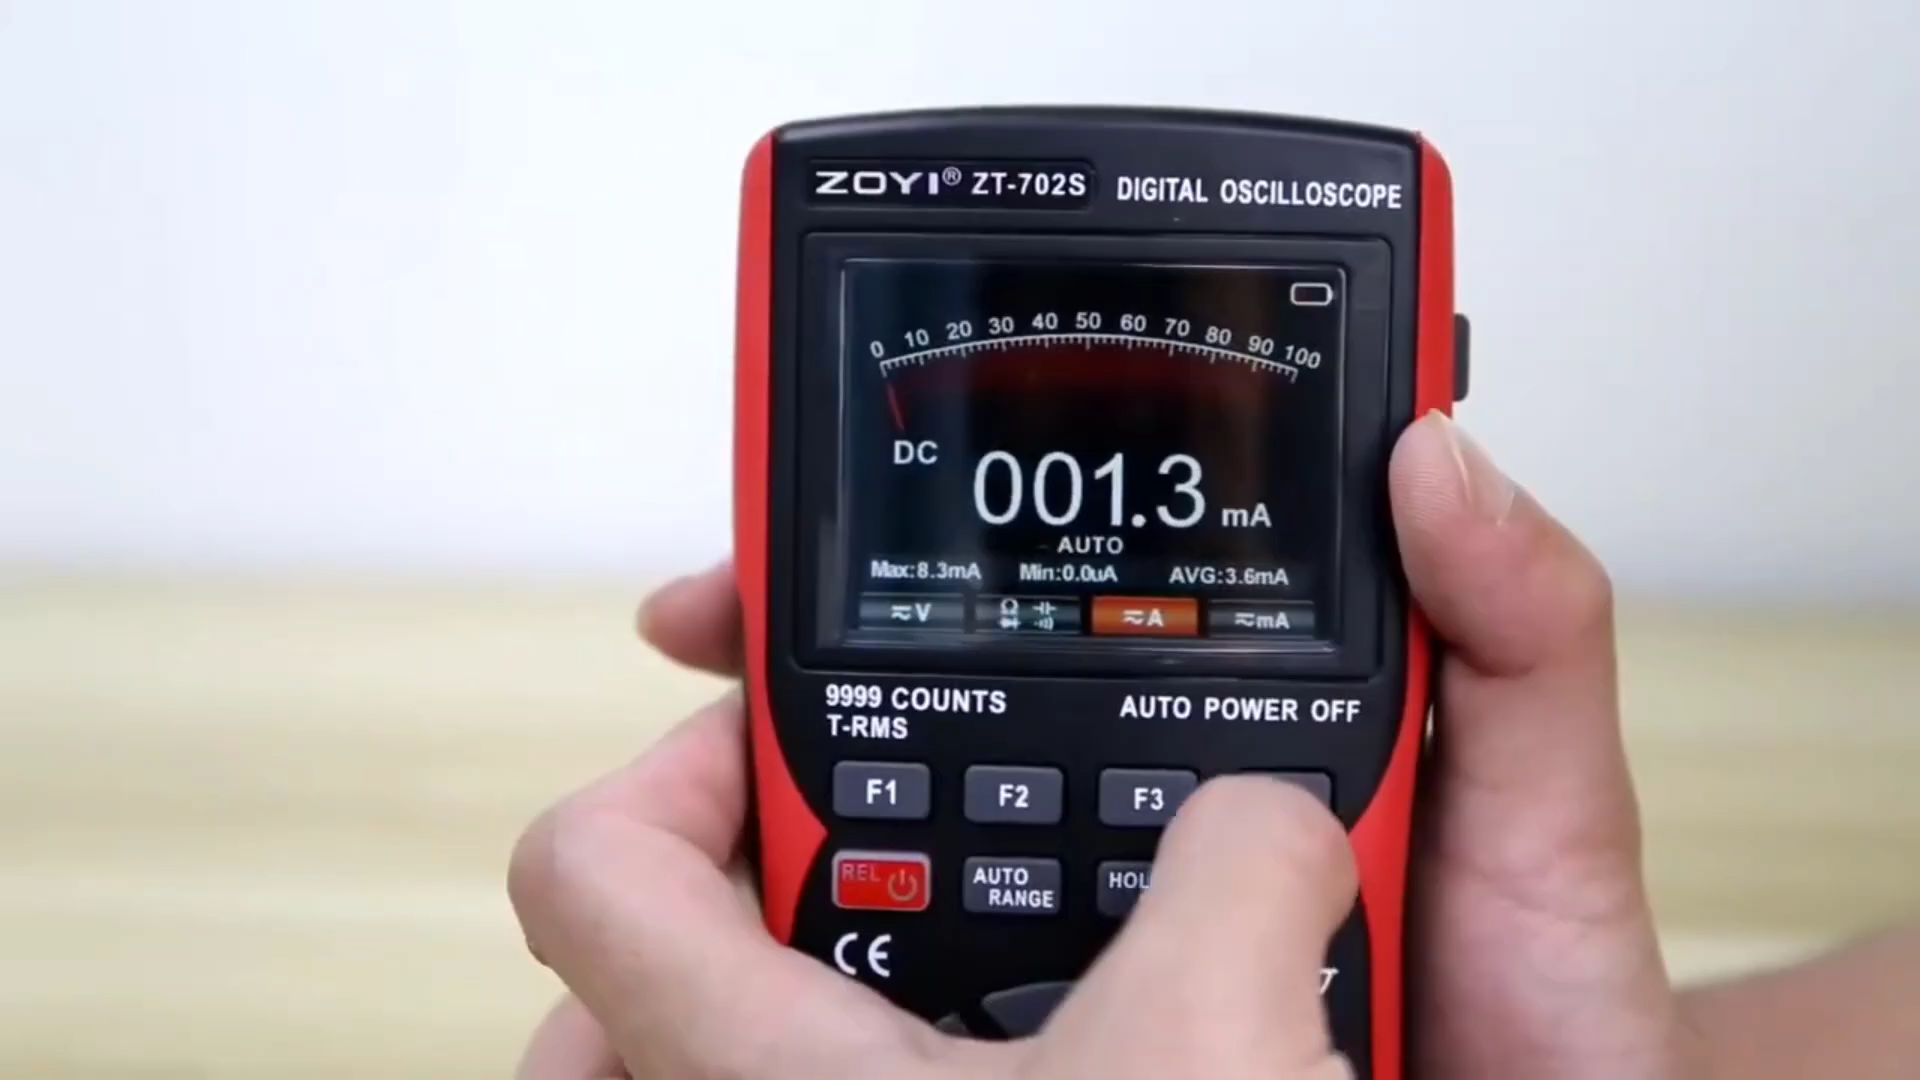 ZOYI® ZT-702S
DIGITAL OSCILLOSCOPE
0 10 20 30 40 50 60 70 80 90 100
DC 001.3 mA
AUTO
Max:8.3mA Min:0.0uA AVG:3.6mA
≂V Ω ≂A ≂mA
9999 COUNTS
T-RMS
AUTO POWER OFF
F1 F2 F3
REL
AUTO
RANGE
HOL
CE